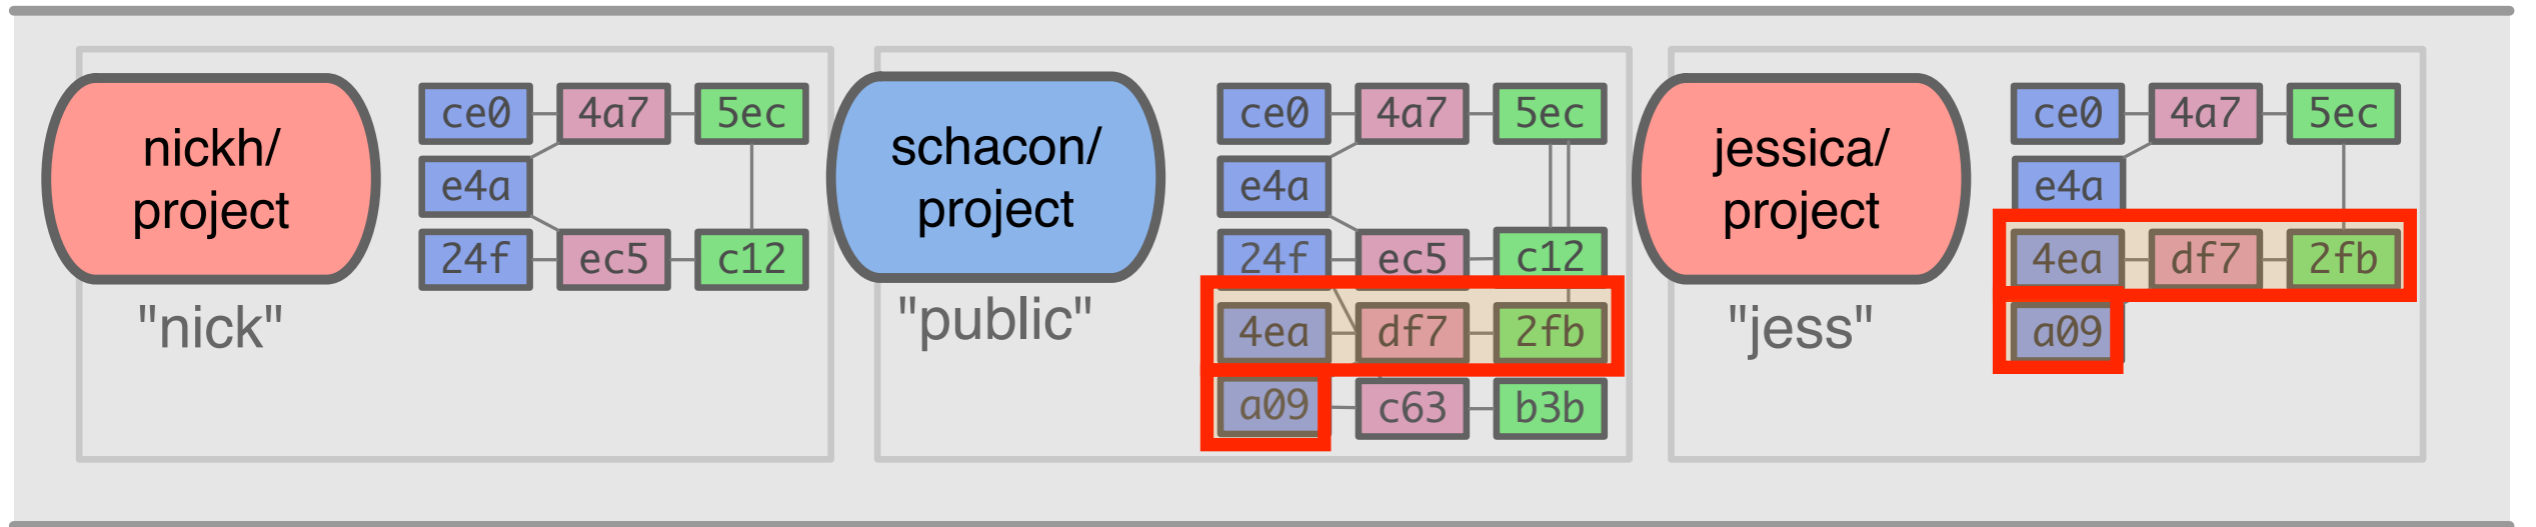 nickh/
project
"nick"
ce0 4a7 5ec
e4a
24f ec5 c12
schacon/
project
"public"
ce0 4a7 5ec
e4a
24f ec5 c12
4ea df7 2fb
a09 c63 b3b
jessica/
project
"jess"
ce0 4a7 5ec
e4a
4ea df7 2fb
a09